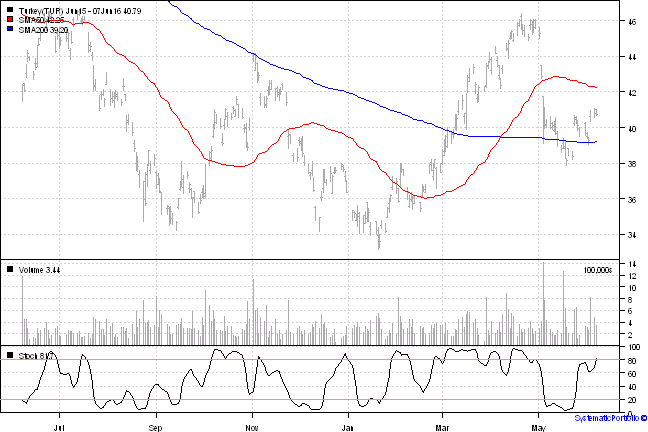 Turkey(TUR) Jun15 - 07Jun16 40.79
SMA50 42.25
SMA200 39.20
46
44
42
40
38
36
34
Volume 3.44
100,000s
14
12
10
8
6
4
2
Stoch
100
80
60
40
20
0
Jul
Sep
Nov
Jan
Mar
May
SystematicPortfolio ©